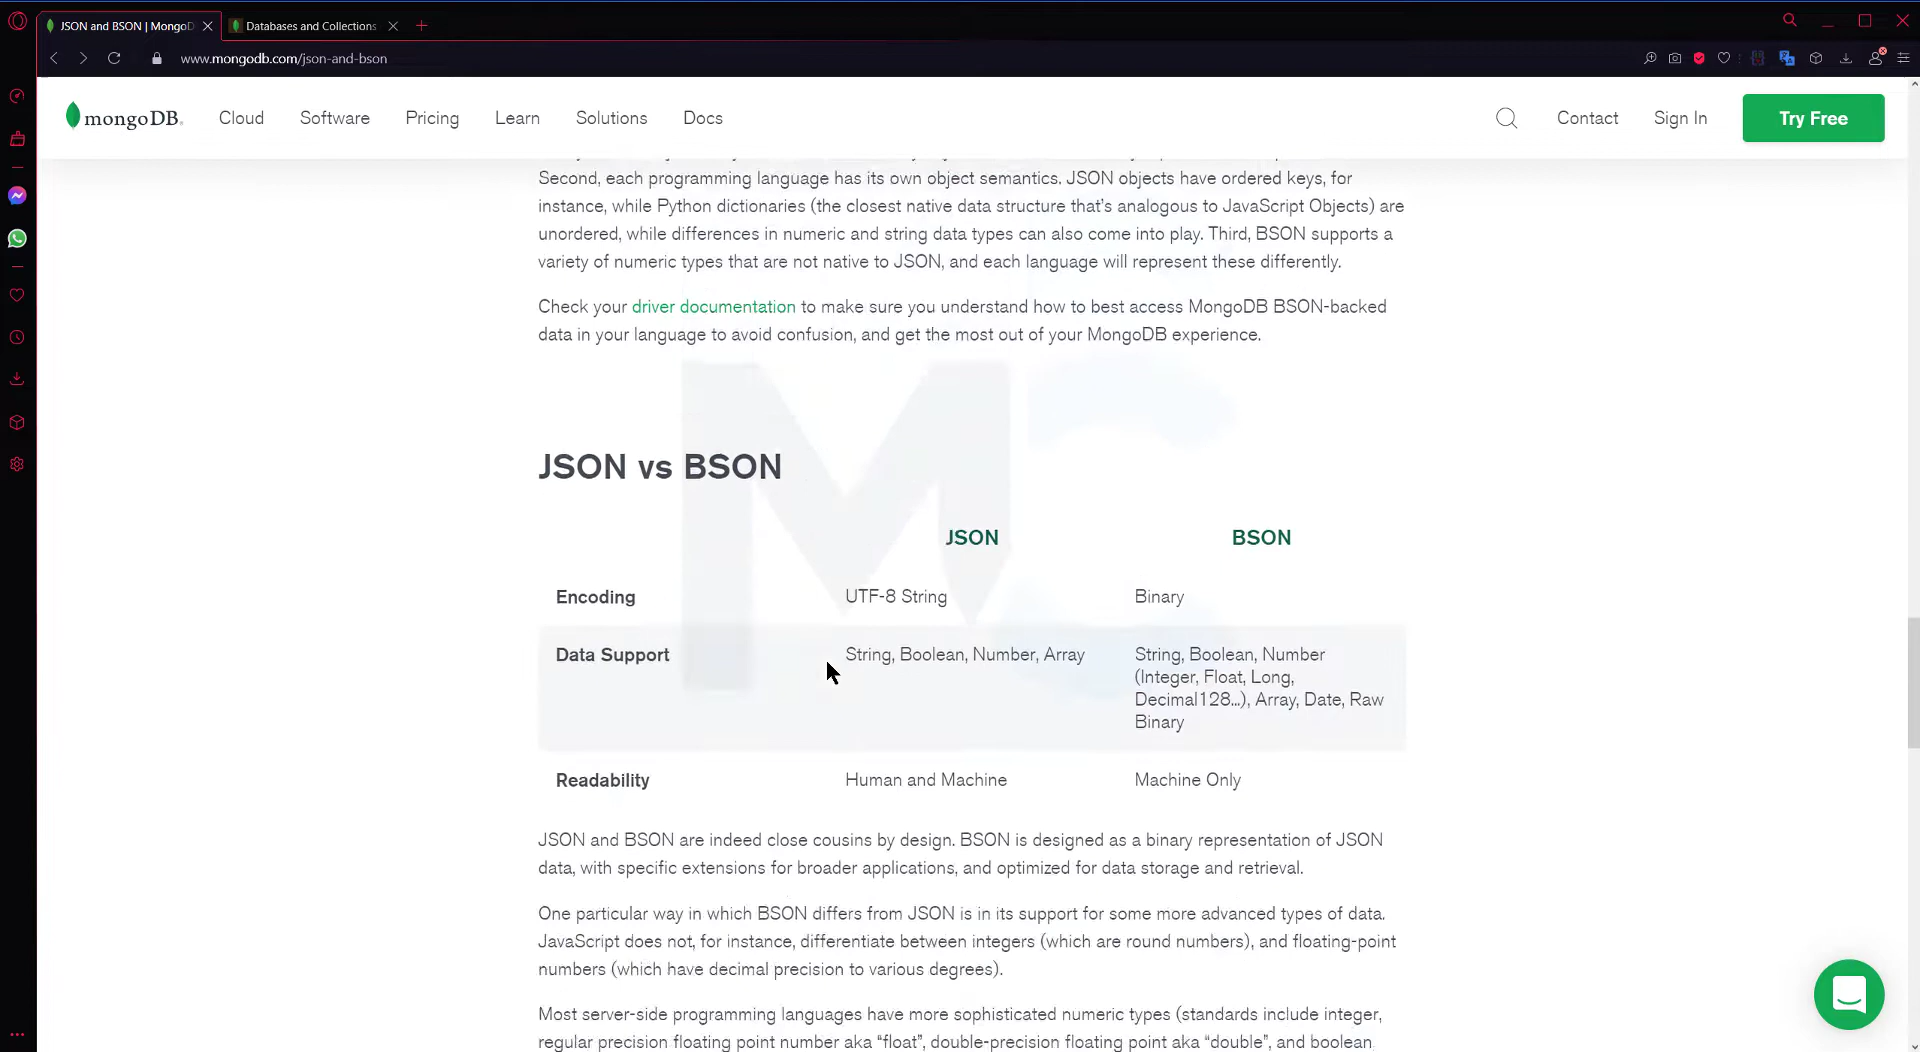 JSON and BSON | MongoD
Databases and Collections
www.mongodb.com/json-and-bson
mongoDB.
Cloud
Software
Pricing
Learn
Solutions
Docs
Contact
Sign In
Try Free
Second, each programming language has its own object semantics. JSON objects have ordered keys, for
instance, while Python dictionaries (the closest native data structure that's analogous to JavaScript Objects) are
unordered, while differences in numeric and string data types can also come into play. Third, BSON supports a
variety of numeric types that are not native to JSON, and each language will represent these differently.
Check your driver documentation to make sure you understand how to best access MongoDB BSON-backed
data in your language to avoid confusion, and get the most out of your MongoDB experience.
JSON vs BSON
JSON BSON
Encoding UTF-8 String Binary
Data Support String, Boolean, Number, Array String, Boolean, Number
(Integer, Float, Long,
Decimal128...), Array, Date, Raw
Binary
Readability Human and Machine Machine Only
JSON and BSON are indeed close cousins by design. BSON is designed as a binary representation of JSON
data, with specific extensions for broader applications, and optimized for data storage and retrieval.
One particular way in which BSON differs from JSON is in its support for some more advanced types of data.
JavaScript does not, for instance, differentiate between integers (which are round numbers), and floating-point
numbers (which have decimal precision to various degrees).
Most server-side programming languages have more sophisticated numeric types (standards include integer,
regular precision floating point number aka “float”, double-precision floating point aka “double”, and boolean